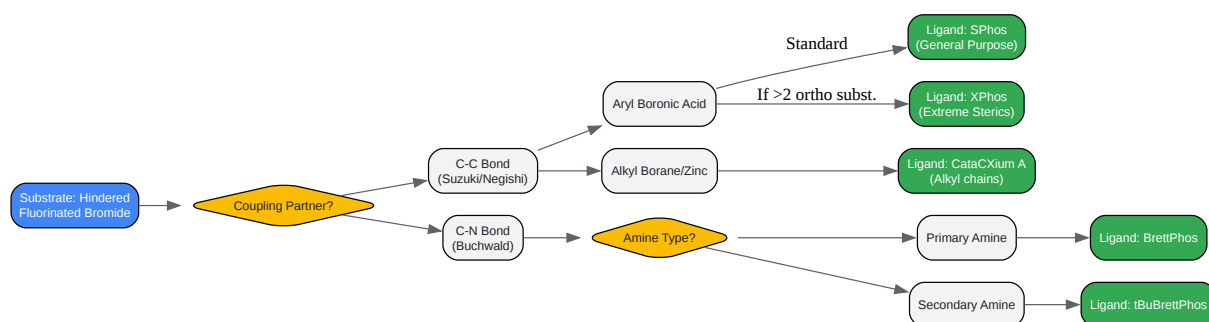 Substrate: Hindered
Fluorinated Bromide
Coupling Partner?
C-C Bond
(Suzuki/Negishi)
C-N Bond
(Buchwald)
Aryl Boronic Acid
Alkyl Borane/Zinc
Amine Type?
Standard
If >2 ortho subst.
Ligand: SPhos
(General Purpose)
Ligand: XPhos
(Extreme Sterics)
Ligand: CataCXium A
(Alkyl chains)
Primary Amine
Secondary Amine
Ligand: BrettPhos
Ligand: tBuBrettPhos